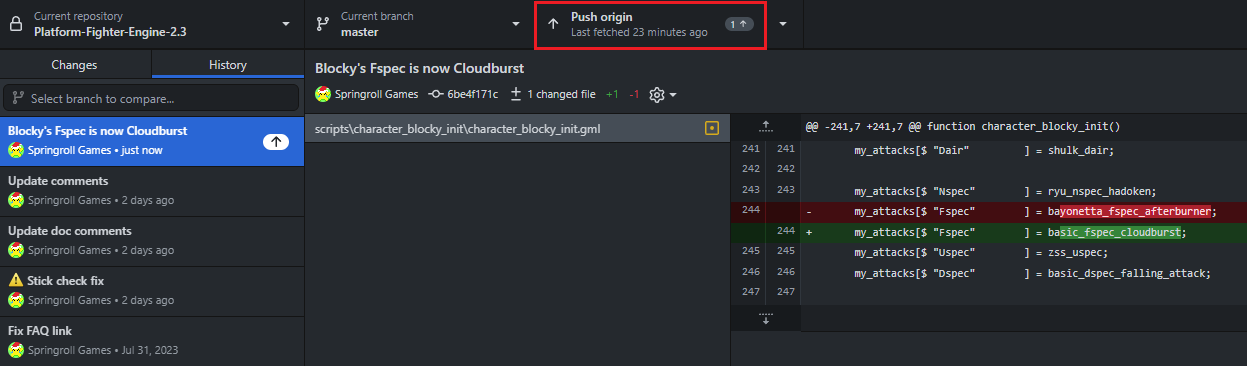 Current repository
Platform-Fighter-Engine-2.3
Current branch
master
Push origin
Last fetched 23 minutes ago
1
Changes
History
Select branch to compare...
Blocky's Fspec is now Cloudburst
Springroll Games • just now
Update comments
Springroll Games • 2 days ago
Update doc comments
Springroll Games • 2 days ago
Stick check fix
Springroll Games • 2 days ago
Fix FAQ link
Springroll Games • Jul 31, 2023
Blocky's Fspec is now Cloudburst
Springroll Games 6be4f171c 1 changed file +1 -1
scripts\character_blocky_init\character_blocky_init.gml
@@ -241,7 +241,7 @@ function character_blocky_init()
241 241 my_attacks[$ "Dair" ] = shulk_dair;
242 242
243 243 my_attacks[$ "Nspec" ] = ryu_nspec_hadoken;
244 - my_attacks[$ "Fspec" ] = bayonetta_fspec_afterburner;
244 + my_attacks[$ "Fspec" ] = basic_fspec_cloudburst;
245 245 my_attacks[$ "Uspec" ] = zss_uspec;
246 246 my_attacks[$ "Dspec" ] = basic_dspec_falling_attack;
247 247